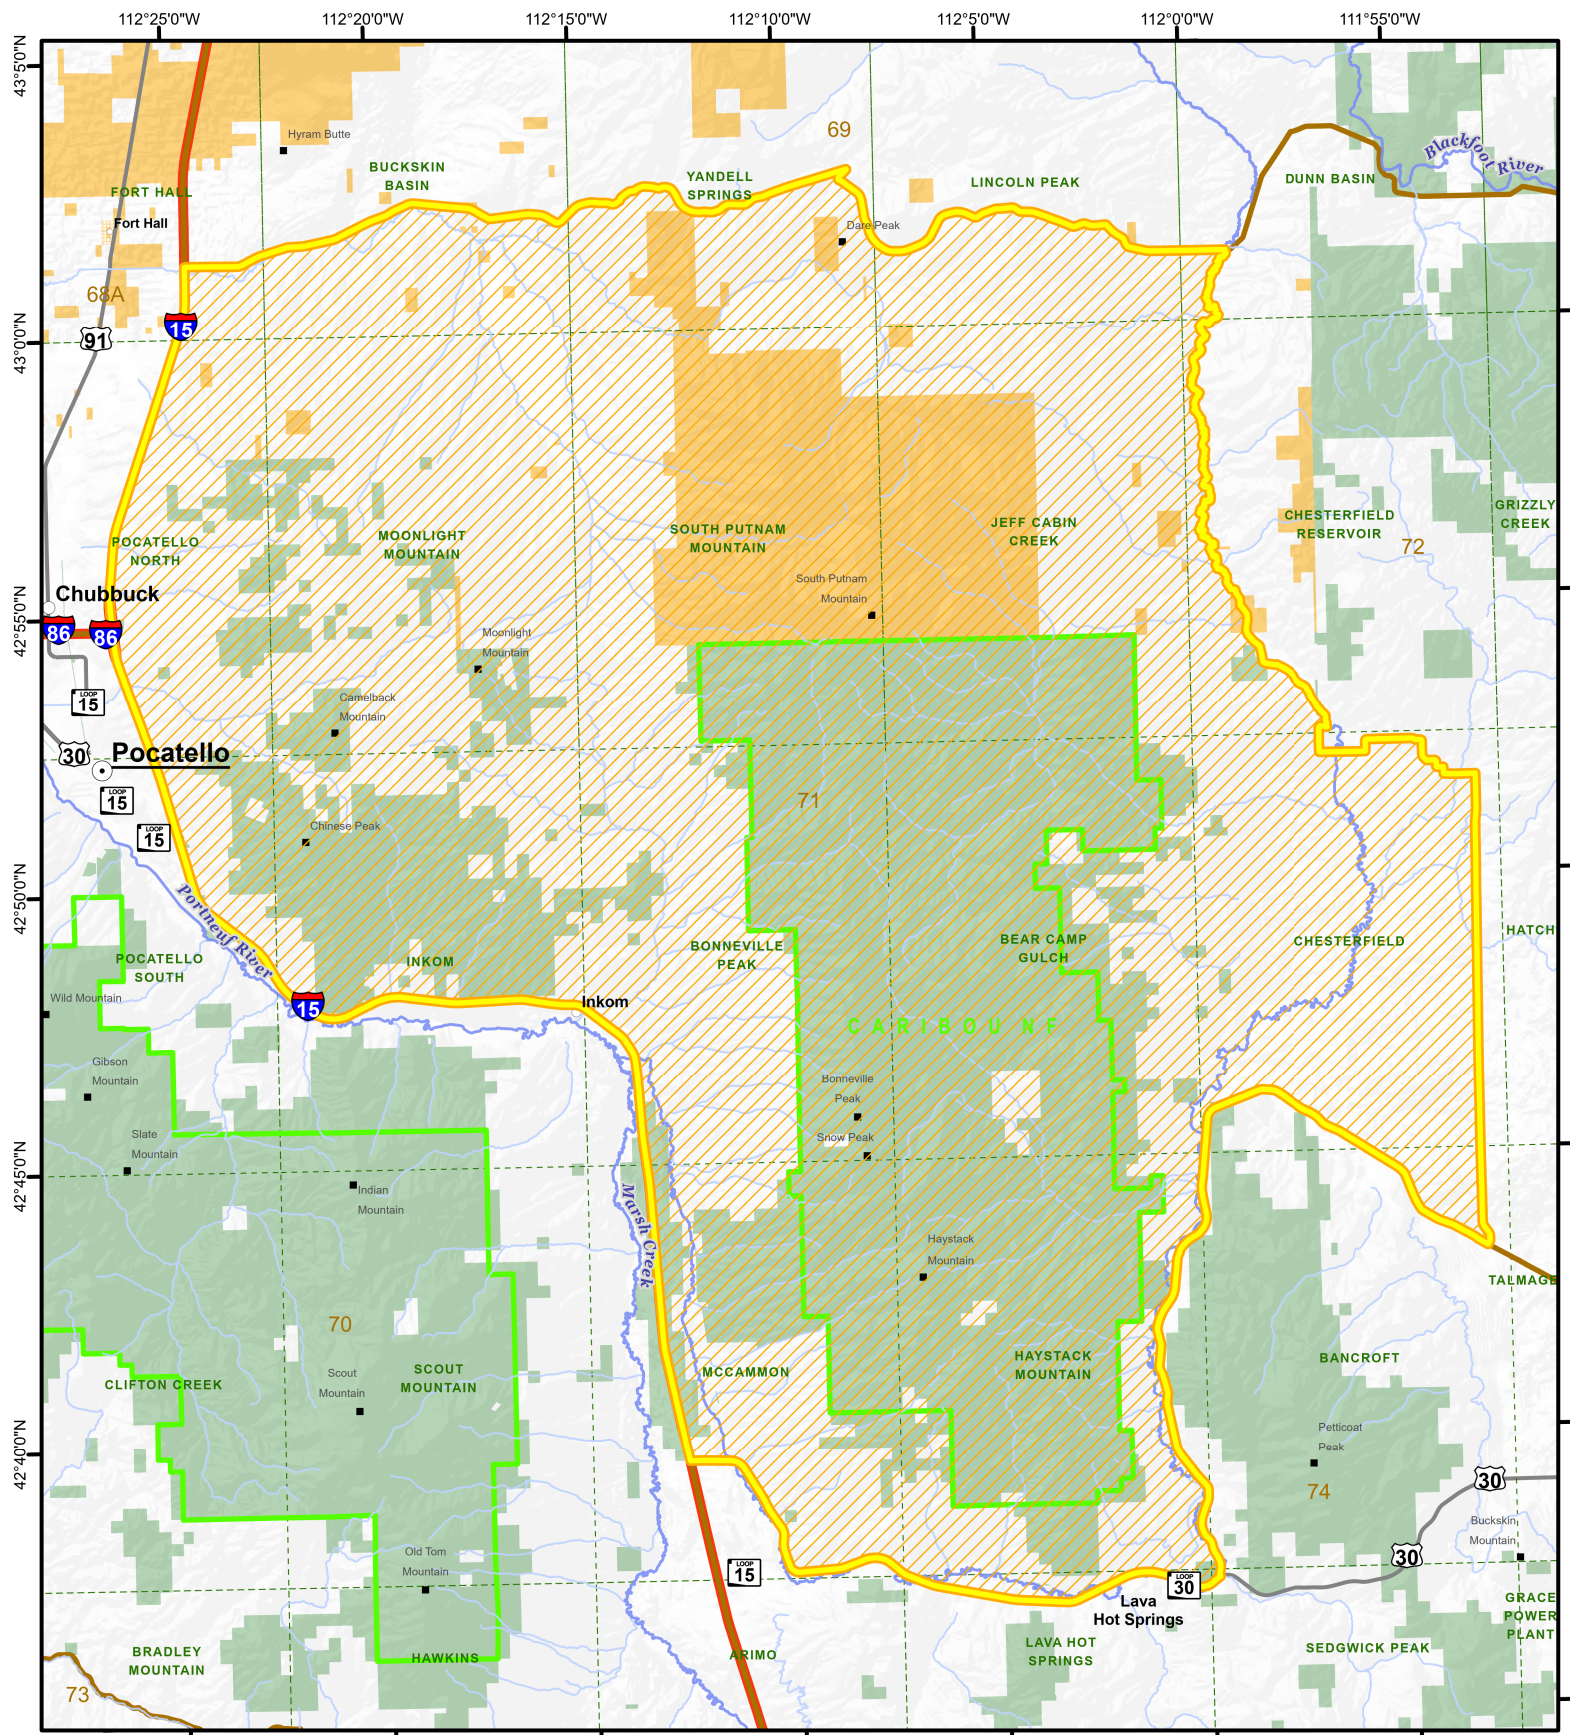 112°25'0"W
112°20'0"W
112°15'0"W
112°10'0"W
112°5'0"W
112°0'0"W
111°55'0"W
43°5'0"N
43°0'0"N
42°55'0"N
42°50'0"N
42°45'0"N
42°40'0"N
Hyram Butte
69
Blackfoot River
BUCKSKIN
BASIN
YANDELL
SPRINGS
LINCOLN PEAK
DUNN BASIN
FORT HALL
Fort Hall
Dare Peak
68A
15
91
POCATELLO
NORTH
MOONLIGHT
MOUNTAIN
SOUTH PUTNAM
MOUNTAIN
JEFF CABIN
CREEK
CHESTERFIELD
RESERVOIR
GRIZZLY
CREEK
72
Chubbuck
86
86
South Putnam
Mountain
Moonlight
Mountain
Camelback
Mountain
LOOP
15
30
Pocatello
LOOP
15
LOOP
15
71
Chinese Peak
Portneuf River
POCATELLO
SOUTH
INKOM
BONNEVILLE
PEAK
BEAR CAMP
GULCH
CHESTERFIELD
HATCH
Wild Mountain
15
Inkom
CARIBOU NF
Gibson
Mountain
Bonneville
Peak
Snow Peak
Slate
Mountain
Indian
Mountain
Marsh Creek
Haystack
Mountain
TALMAGE
70
Scout
Mountain
SCOUT
MOUNTAIN
CLIFTON CREEK
MCCAMMON
HAYSTACK
MOUNTAIN
BANCROFT
Petticoat
Peak
74
30
Buckskin
Mountain
30
Old Tom
Mountain
LOOP
15
LOOP
30
Lava
Hot Springs
GRACE
POWER
PLANT
BRADLEY
MOUNTAIN
HAWKINS
ARIMO
LAVA HOT
SPRINGS
SEDGWICK PEAK
73